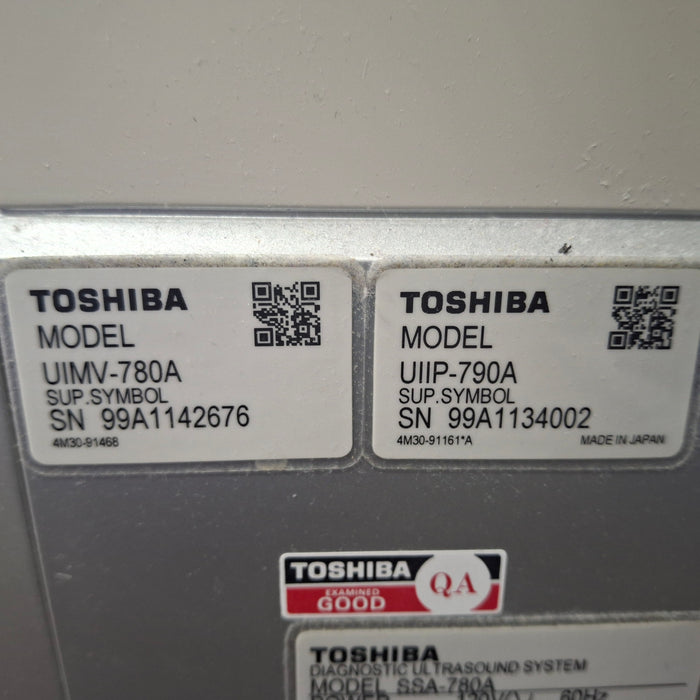 TOSHIBA
MODEL
UIMV-780A
SUP.SYMBOL
SN 99A1142676
4M30-91468
TOSHIBA
MODEL
UIIP-790A
SUP.SYMBOL
SN 99A1134002
4M30-91161*A MADE IN JAPAN
TOSHIBA
EXAMINED
GOOD
QA
TOSHIBA
DIAGNOSTIC ULTRASOUND SYSTEM
MODEL SSA-780A